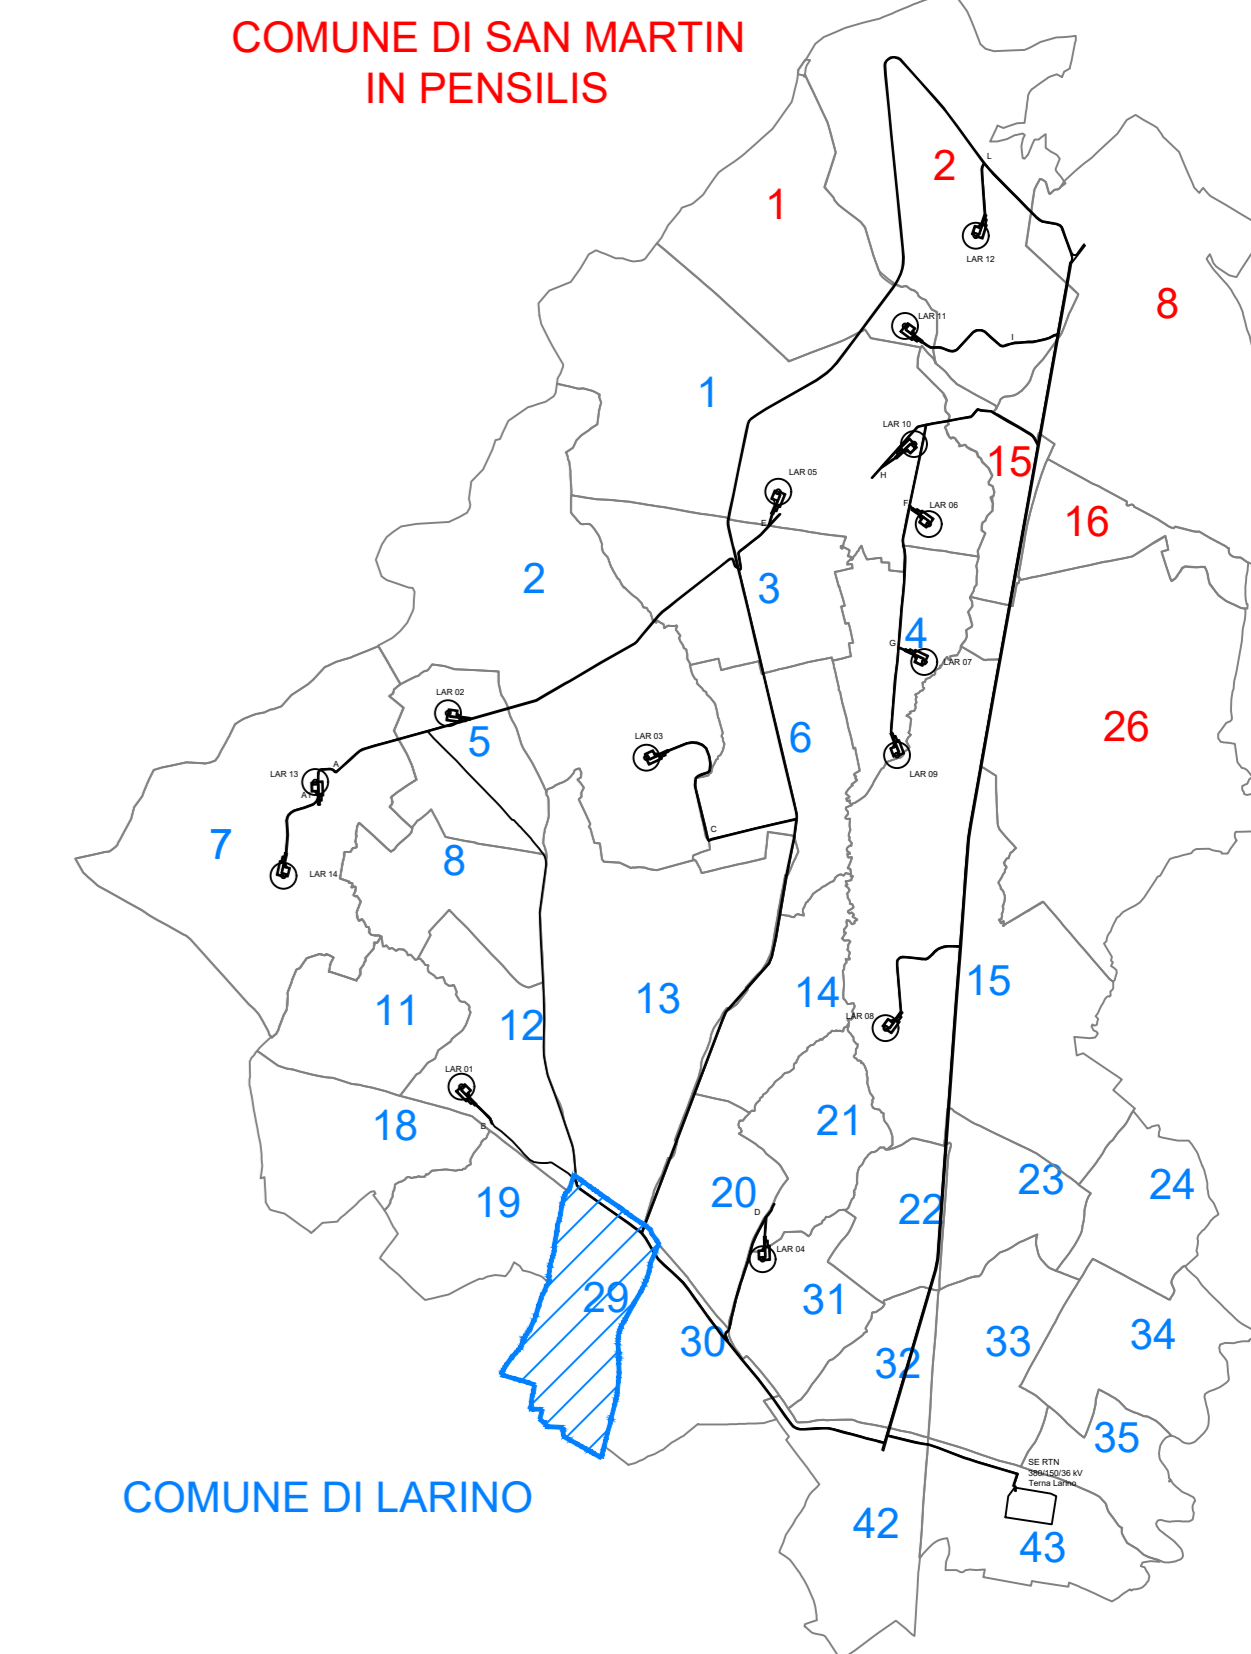 COMUNE DI SAN MARTIN
IN PENSILIS
2
L
1
LAR 12
8
LAR 11
I
1
LAR 10
15
H
LAR 05
F
LAR 06
E
16
2
3
4
G
LAR 07
LAR 02
5
LAR 03
6
26
A
LAR 13
A1
LAR 09
C
7
8
LAR 14
11
12
13
14
15
LAR 08
LAR 01
B
18
21
19
20
D
22
23
24
LAR 04
29
31
30
32
33
34
35
SE RTN
380/150/36 kV
Terna Larino
COMUNE DI LARINO
42
43